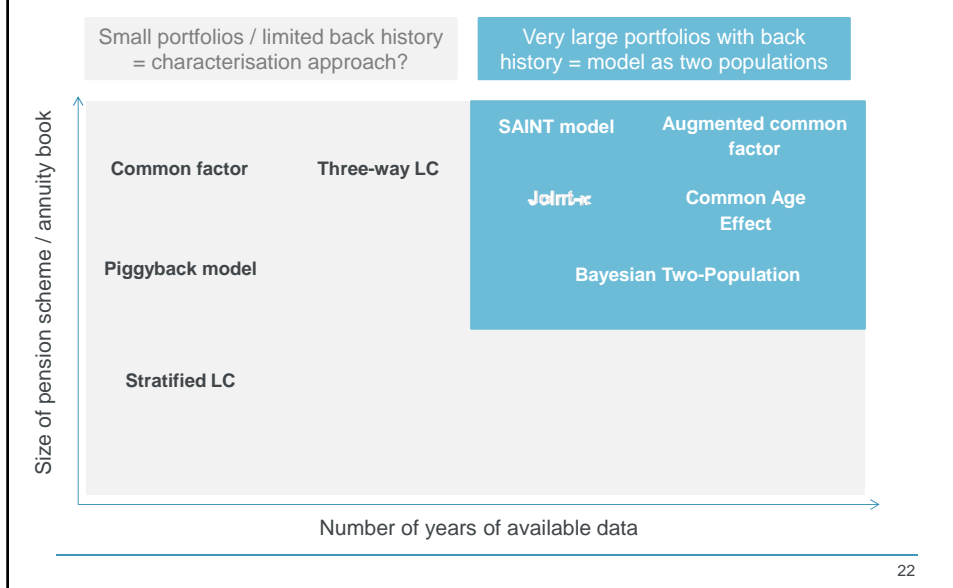 Small portfolios / limited back history
= characterisation approach?
Very large portfolios with back
history = model as two populations
Size of pension scheme / annuity book
SAINT model
Augmented common
factor
Common factor
Three-way LC
Joint-κ
Common Age
Effect
Piggyback model
Bayesian Two-Population
Stratified LC
Number of years of available data
22